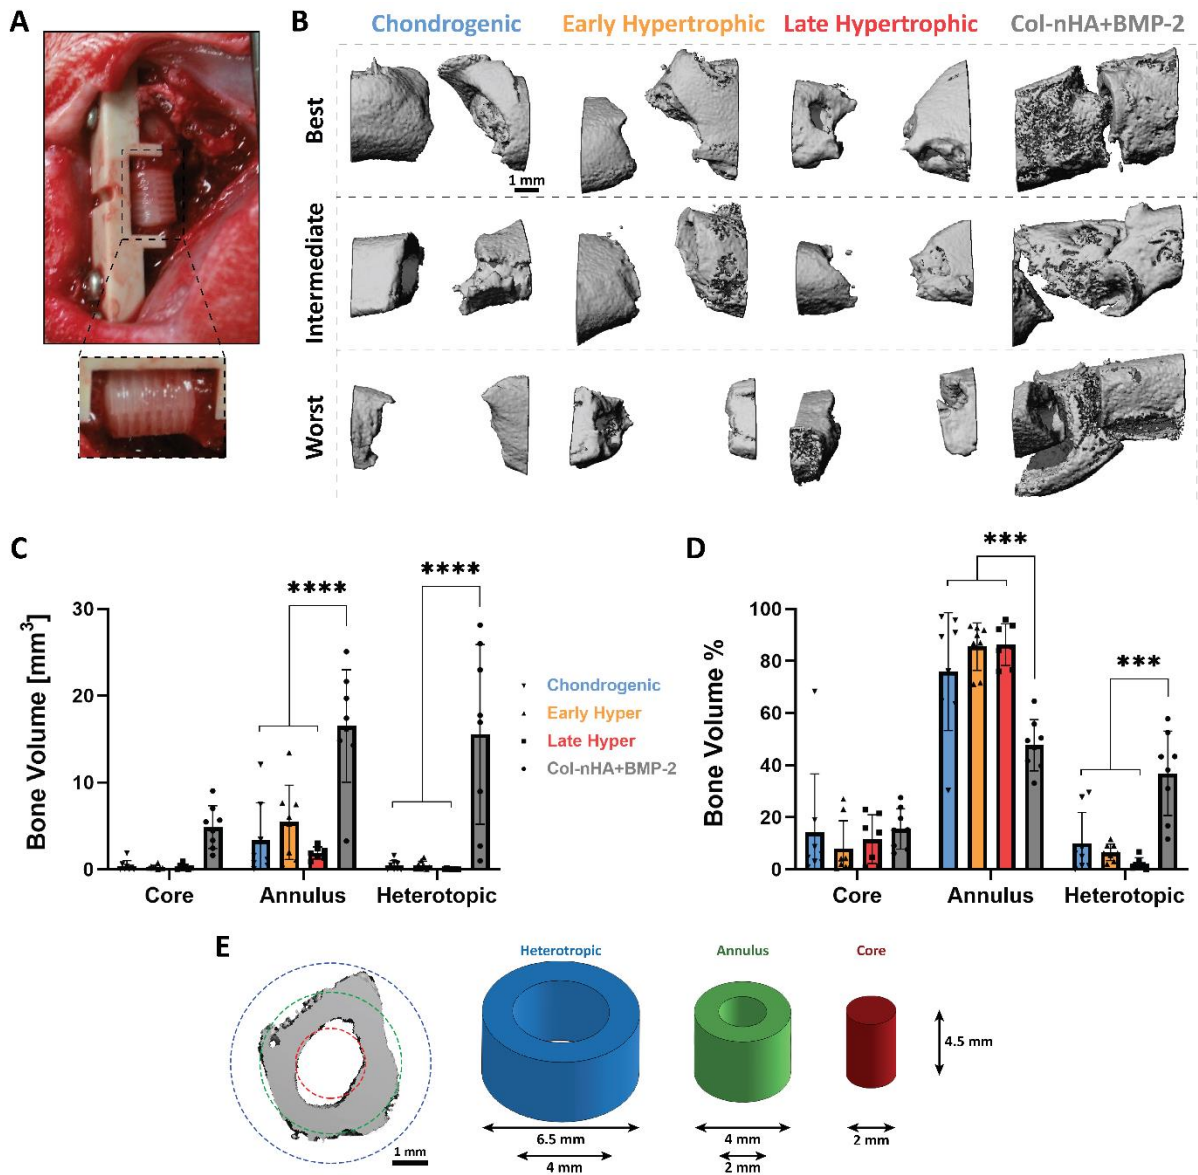 A
B
Chondrogenic Early Hypertrophic Late Hypertrophic Col-nHA+BMP-2
Best
1 mm
Intermediate
Worst
C
****
****
Bone Volume [mm³]
30
20
10
0
Core Annulus Heterotopic
Chondrogenic
Early Hyper
Late Hyper
Col-nHA+BMP-2
D
***
***
Bone Volume %
100
80
60
40
20
0
Core Annulus Heterotopic
E
1 mm
Heterotropic
6.5 mm
4 mm
Annulus
4 mm
2 mm
Core
4.5 mm
2 mm